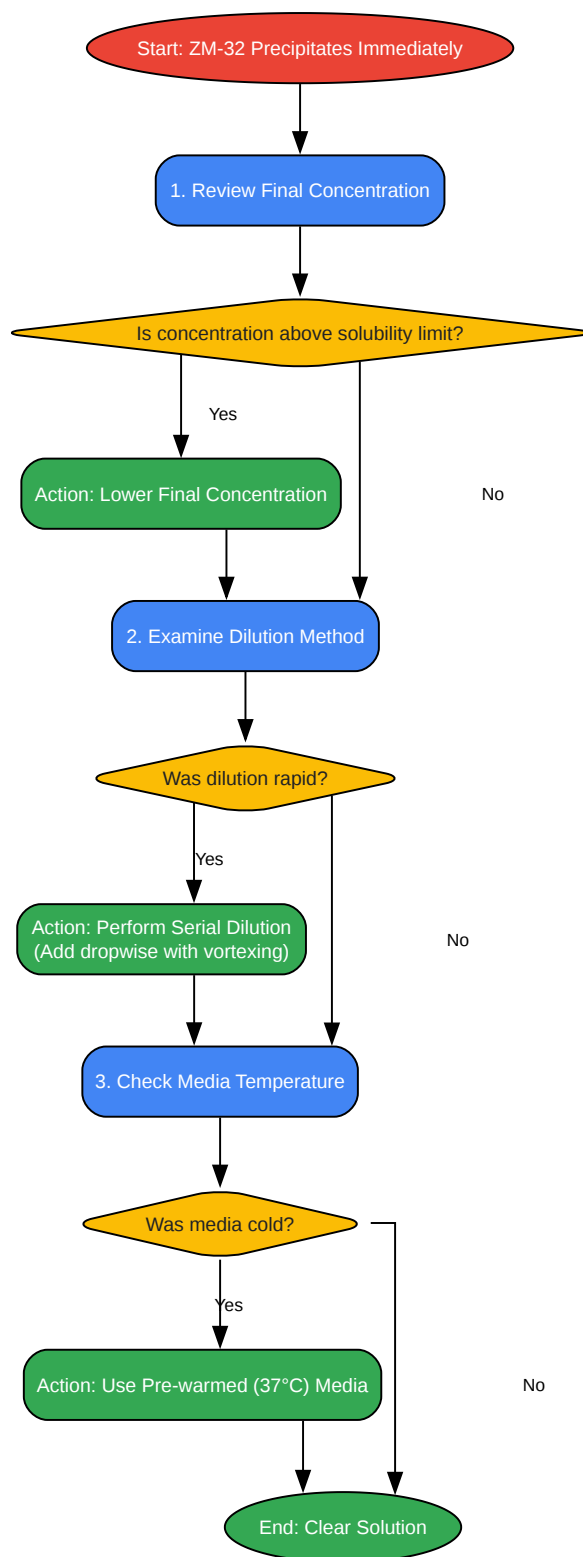 Start: ZM-32 Precipitates Immediately
1. Review Final Concentration
Is concentration above solubility limit?
Yes
Action: Lower Final Concentration
No
2. Examine Dilution Method
Was dilution rapid?
Yes
Action: Perform Serial Dilution
(Add dropwise with vortexing)
No
3. Check Media Temperature
Was media cold?
Yes
Action: Use Pre-warmed (37°C) Media
No
End: Clear Solution